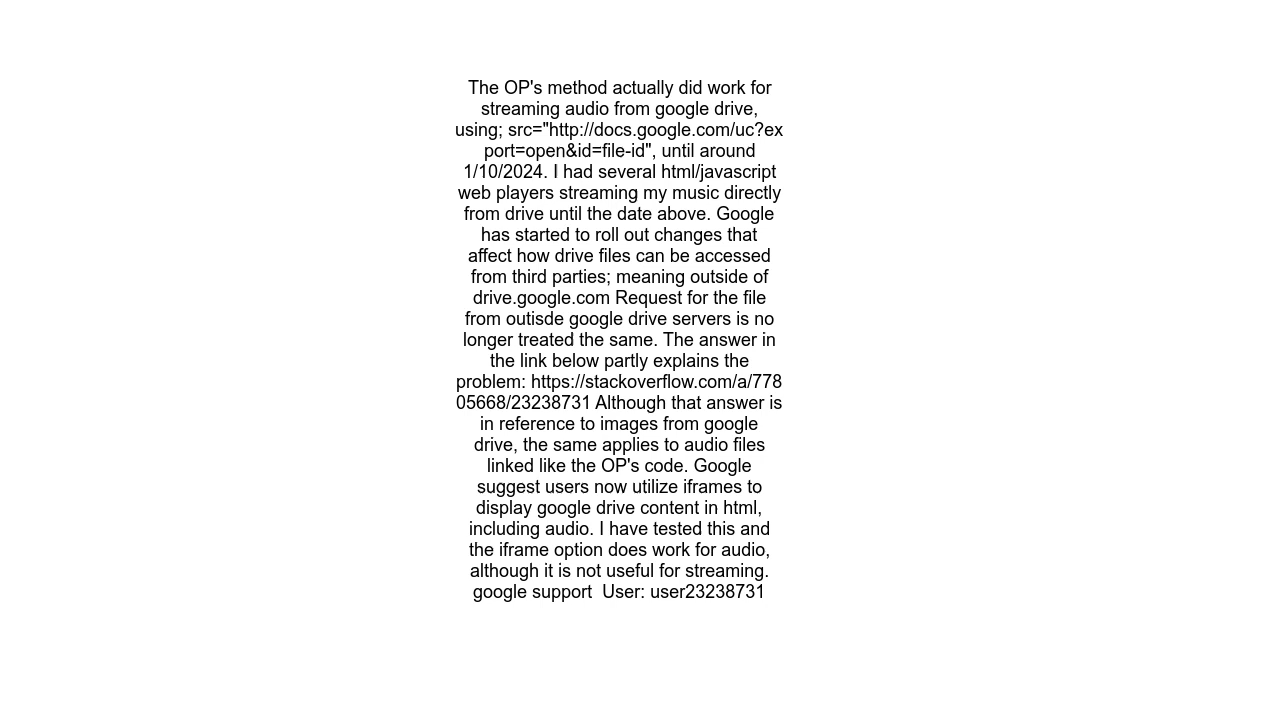 The OP's method actually did work for
streaming audio from google drive,
using; src="http://docs.google.com/uc?ex
port=open&id=file-id", until around
1/10/2024. I had several html/javascript
web players streaming my music directly
from drive until the date above. Google
has started to roll out changes that
affect how drive files can be accessed
from third parties; meaning outside of
drive.google.com Request for the file
from outisde google drive servers is no
longer treated the same. The answer in
the link below partly explains the
problem: https://stackoverflow.com/a/778
05668/23238731 Although that answer is
in reference to images from google
drive, the same applies to audio files
linked like the OP's code. Google
suggest users now utilize iframes to
display google drive content in html,
including audio. I have tested this and
the iframe option does work for audio,
although it is not useful for streaming.
google support  User: user23238731